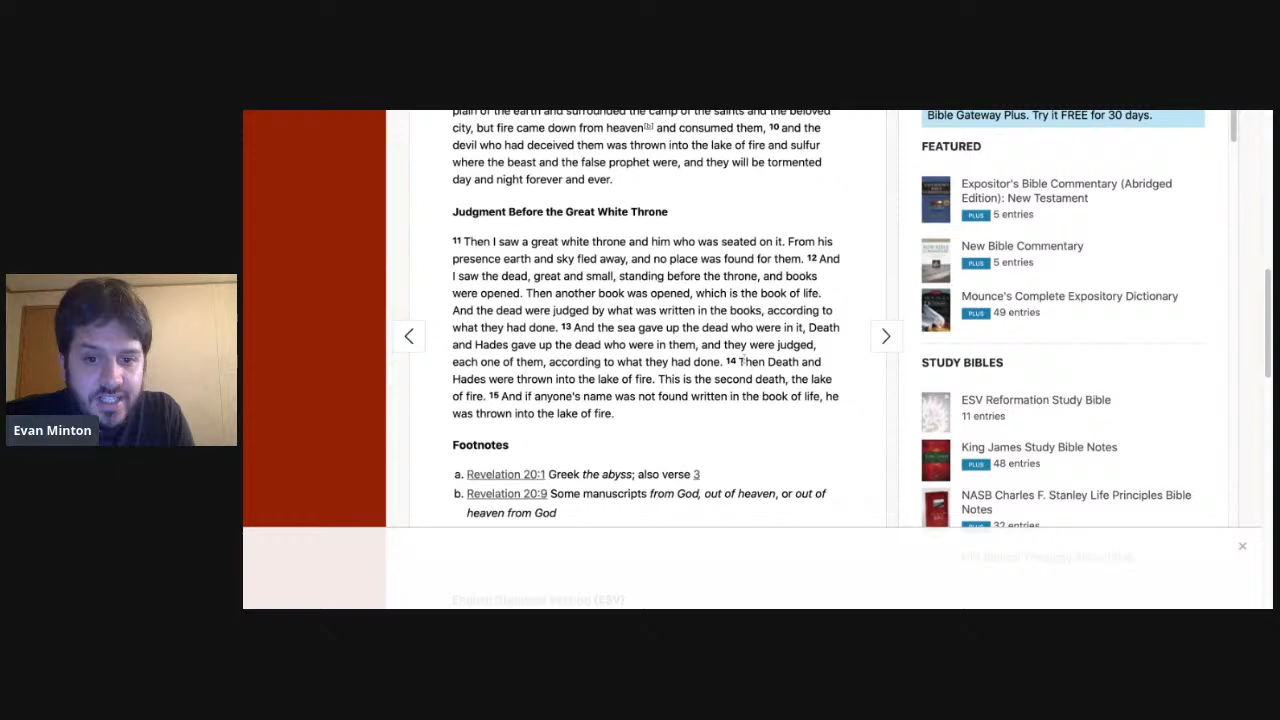 plain of the earth and surrounded the camp of the saints and the beloved
city, but fire came down from heaven[b] and consumed them, 10 and the
devil who had deceived them was thrown into the lake of fire and sulfur
where the beast and the false prophet were, and they will be tormented
day and night forever and ever.
Judgment Before the Great White Throne
11 Then I saw a great white throne and him who was seated on it. From his
presence earth and sky fled away, and no place was found for them. 12 And
I saw the dead, great and small, standing before the throne, and books
were opened. Then another book was opened, which is the book of life.
And the dead were judged by what was written in the books, according to
what they had done. 13 And the sea gave up the dead who were in it, Death
and Hades gave up the dead who were in them, and they were judged,
each one of them, according to what they had done. 14 Then Death and
Hades were thrown into the lake of fire. This is the second death, the lake
of fire. 15 And if anyone's name was not found written in the book of life, he
was thrown into the lake of fire.
Footnotes
a. Revelation 20:1 Greek the abyss; also verse 3
b. Revelation 20:9 Some manuscripts from God, out of heaven, or out of
heaven from God
English Standard Version (ESV)
Bible Gateway Plus. Try it FREE for 30 days.
FEATURED
Expositor's Bible Commentary (Abridged
Edition): New Testament
PLUS 5 entries
New Bible Commentary
PLUS 5 entries
Mounce's Complete Expository Dictionary
PLUS 49 entries
STUDY BIBLES
ESV Reformation Study Bible
11 entries
King James Study Bible Notes
PLUS 48 entries
NASB Charles F. Stanley Life Principles Bible
Notes
PLUS 32 entries
Evan Minton